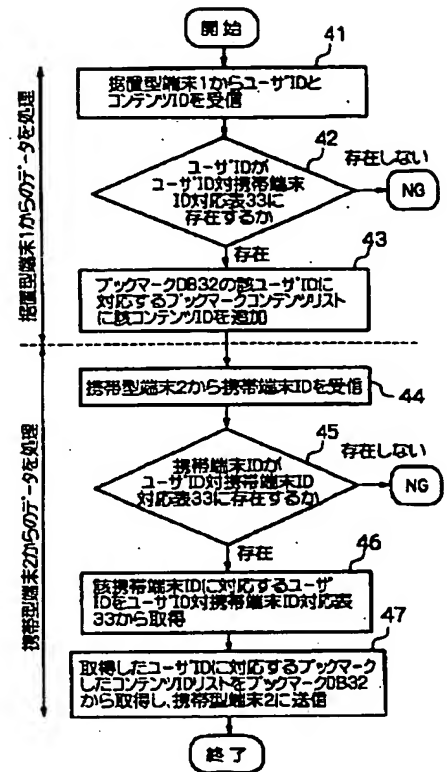 開始
41
据置型端末1からユーザIDと
コンテンツIDを受信
42
ユーザIDが
ユーザID対携帯端末
ID対応表33に
存在するか
存在しない
NG
存在
43
ブックマークDB32の該ユーザIDに
対応するブックマークコンテンツリスト
に該コンテンツIDを追加
据置型端末1からのデータを処理
携帯型端末2から携帯端末IDを受信
44
45
携帯端末IDが
ユーザID対携帯端末ID
対応表33に存在するか
存在しない
NG
存在
46
該携帯端末IDに対応するユーザ
IDをユーザID対携帯端末ID対応表
33から取得
47
取得したユーザIDに対応するブックマーク
したコンテンツIDリストをブックマークDB32
から取得し、携帯型端末2に送信
携帯型端末2からのデータを処理
終了